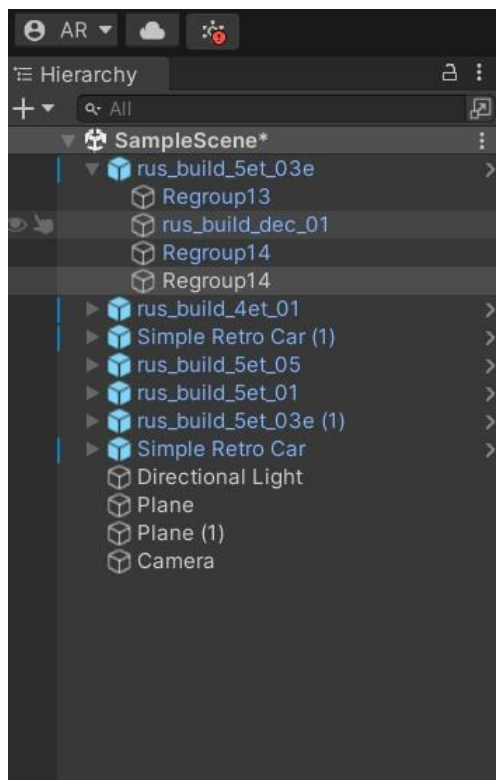 AR
Hierarchy
All
SampleScene*
rus_build_5et_03e
Regroup13
rus_build_dec_01
Regroup14
Regroup14
rus_build_4et_01
Simple Retro Car (1)
rus_build_5et_05
rus_build_5et_01
rus_build_5et_03e (1)
Simple Retro Car
Directional Light
Plane
Plane (1)
Camera